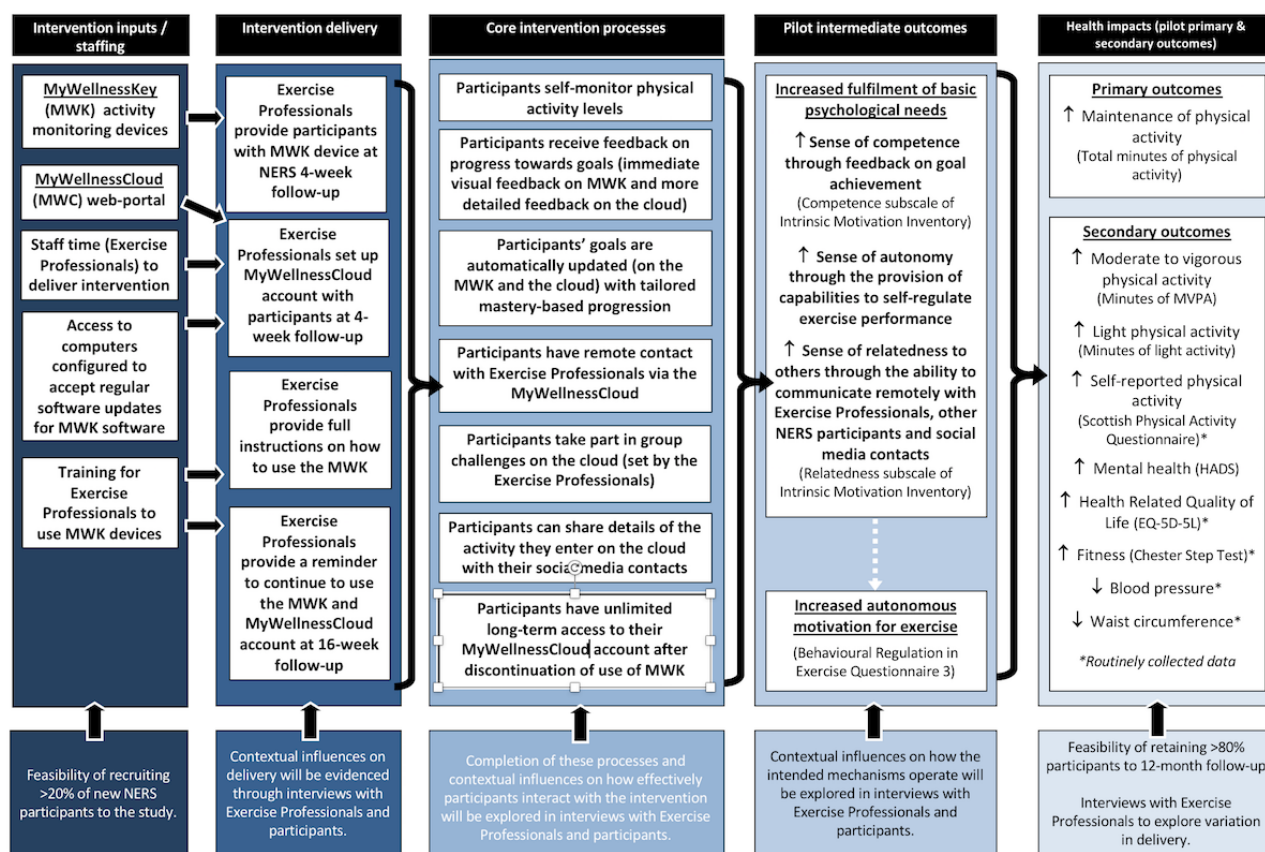 Intervention inputs /
staffing
MyWellnessKey
(MWK) activity
monitoring devices
MyWellnessCloud
(MWC) web-portal
Staff time (Exercise
Professionals) to
deliver intervention
Access to
computers
configured to
accept regular
software updates
for MWK software
Training for
Exercise
Professionals to
use MWK devices
Feasibility of recruiting
>20% of new NERS
participants to the study.
Intervention delivery
Exercise
Professionals
provide participants
with MWK device at
NERS 4-week
follow-up
Exercise
Professionals set up
MyWellnessCloud
account with
participants at 4-
week follow-up
Exercise
Professionals
provide full
instructions on how
to use the MWK
Exercise
Professionals
provide a reminder
to continue to use
the MWK and
MyWellnessCloud
account at 16-week
follow-up
Contextual influences on
delivery will be evidenced
through interviews with
Exercise Professionals and
participants.
Core intervention processes
Participants self-monitor physical
activity levels
Participants receive feedback on
progress towards goals (immediate
visual feedback on MWK and more
detailed feedback on the cloud)
Participants' goals are
automatically updated (on the
MWK and the cloud) with tailored
mastery-based progression
Participants have remote contact
with Exercise Professionals via the
MyWellnessCloud
Participants take part in group
challenges on the cloud (set by the
Exercise Professionals)
Participants can share details of the
activity they enter on the cloud
with their social media contacts
Participants have unlimited
long-term access to their
MyWellnessCloud account after
discontinuation of use of MWK
Completion of these processes and
contextual influences on how effectively
participants interact with the intervention
will be explored in interviews with Exercise
Professionals and participants.
Pilot intermediate outcomes
Increased fulfilment of basic
psychological needs
↑ Sense of competence
through feedback on goal
achievement
(Competence subscale of
Intrinsic Motivation Inventory)
↑ Sense of autonomy
through the provision of
capabilities to self-regulate
exercise performance
↑ Sense of relatedness to
others through the ability to
communicate remotely with
Exercise Professionals, other
NERS participants and social
media contacts
(Relatedness subscale of
Intrinsic Motivation Inventory)
Increased autonomous
motivation for exercise
(Behavioural Regulation in
Exercise Questionnaire 3)
Contextual influences on how the
intended mechanisms operate will
be explored in interviews with
Exercise Professionals and
participants.
Health impacts (pilot primary &
secondary outcomes)
Primary outcomes
↑ Maintenance of physical
activity
(Total minutes of physical
activity)
Secondary outcomes
↑ Moderate to vigorous
physical activity
(Minutes of MVPA)
↑ Light physical activity
(Minutes of light activity)
↑ Self-reported physical
activity
(Scottish Physical Activity
Questionnaire)*
↑ Mental health (HADS)
↑ Health Related Quality of
Life (EQ-5D-5L)*
↑ Fitness (Chester Step Test)*
↓ Blood pressure*
↓ Waist circumference*
*Routinely collected data
Feasibility of retaining >80%
participants to 12-month follow-up
Interviews with Exercise
Professionals to explore variation
in delivery.